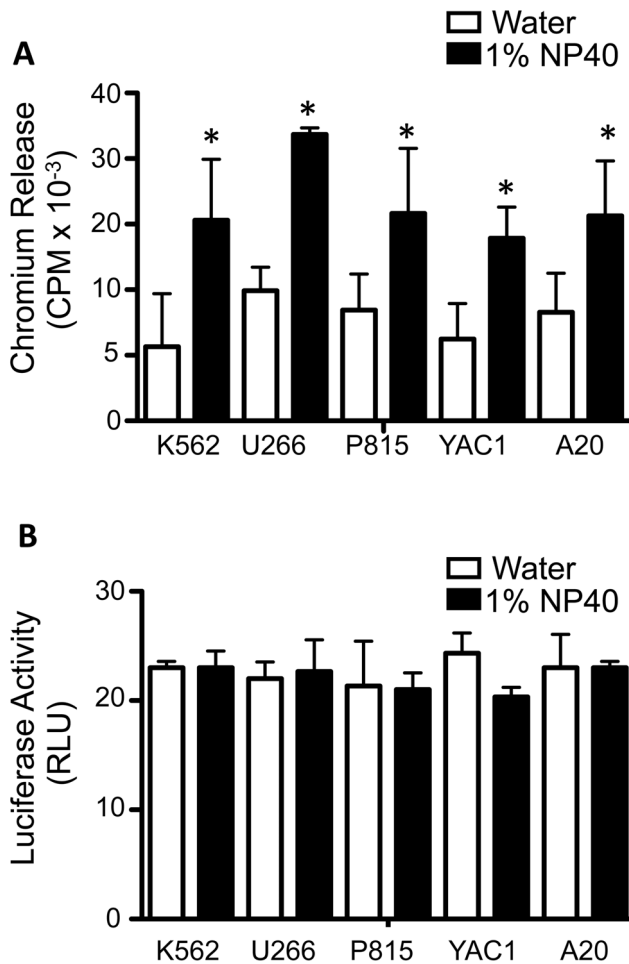 Water
A
1% NP40
Chromium Release
(CPM x 10⁻³)
40
30
20
10
5
0
* * * * *
K562 U266 P815 YAC1 A20
B
Water
1% NP40
Luciferase Activity
(RLU)
30
20
10
0
K562 U266 P815 YAC1 A20